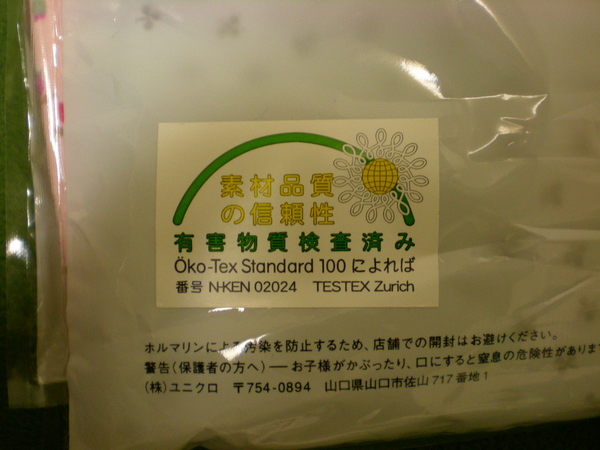 素材品質
の信頼性
有害物質検査済み
Öko-Tex Standard 100 によれば
番号 N-KEN 02024 TESTEX Zurich
ホルマリンによる汚染を防止するため、店舗での開封はお避けください。
警告(保護者の方へ)―お子様がかぶったり、口にすると窒息の危険性がありま
(株)ユニクロ 〒754-0894 山口県山口市佐山 717 番地 1